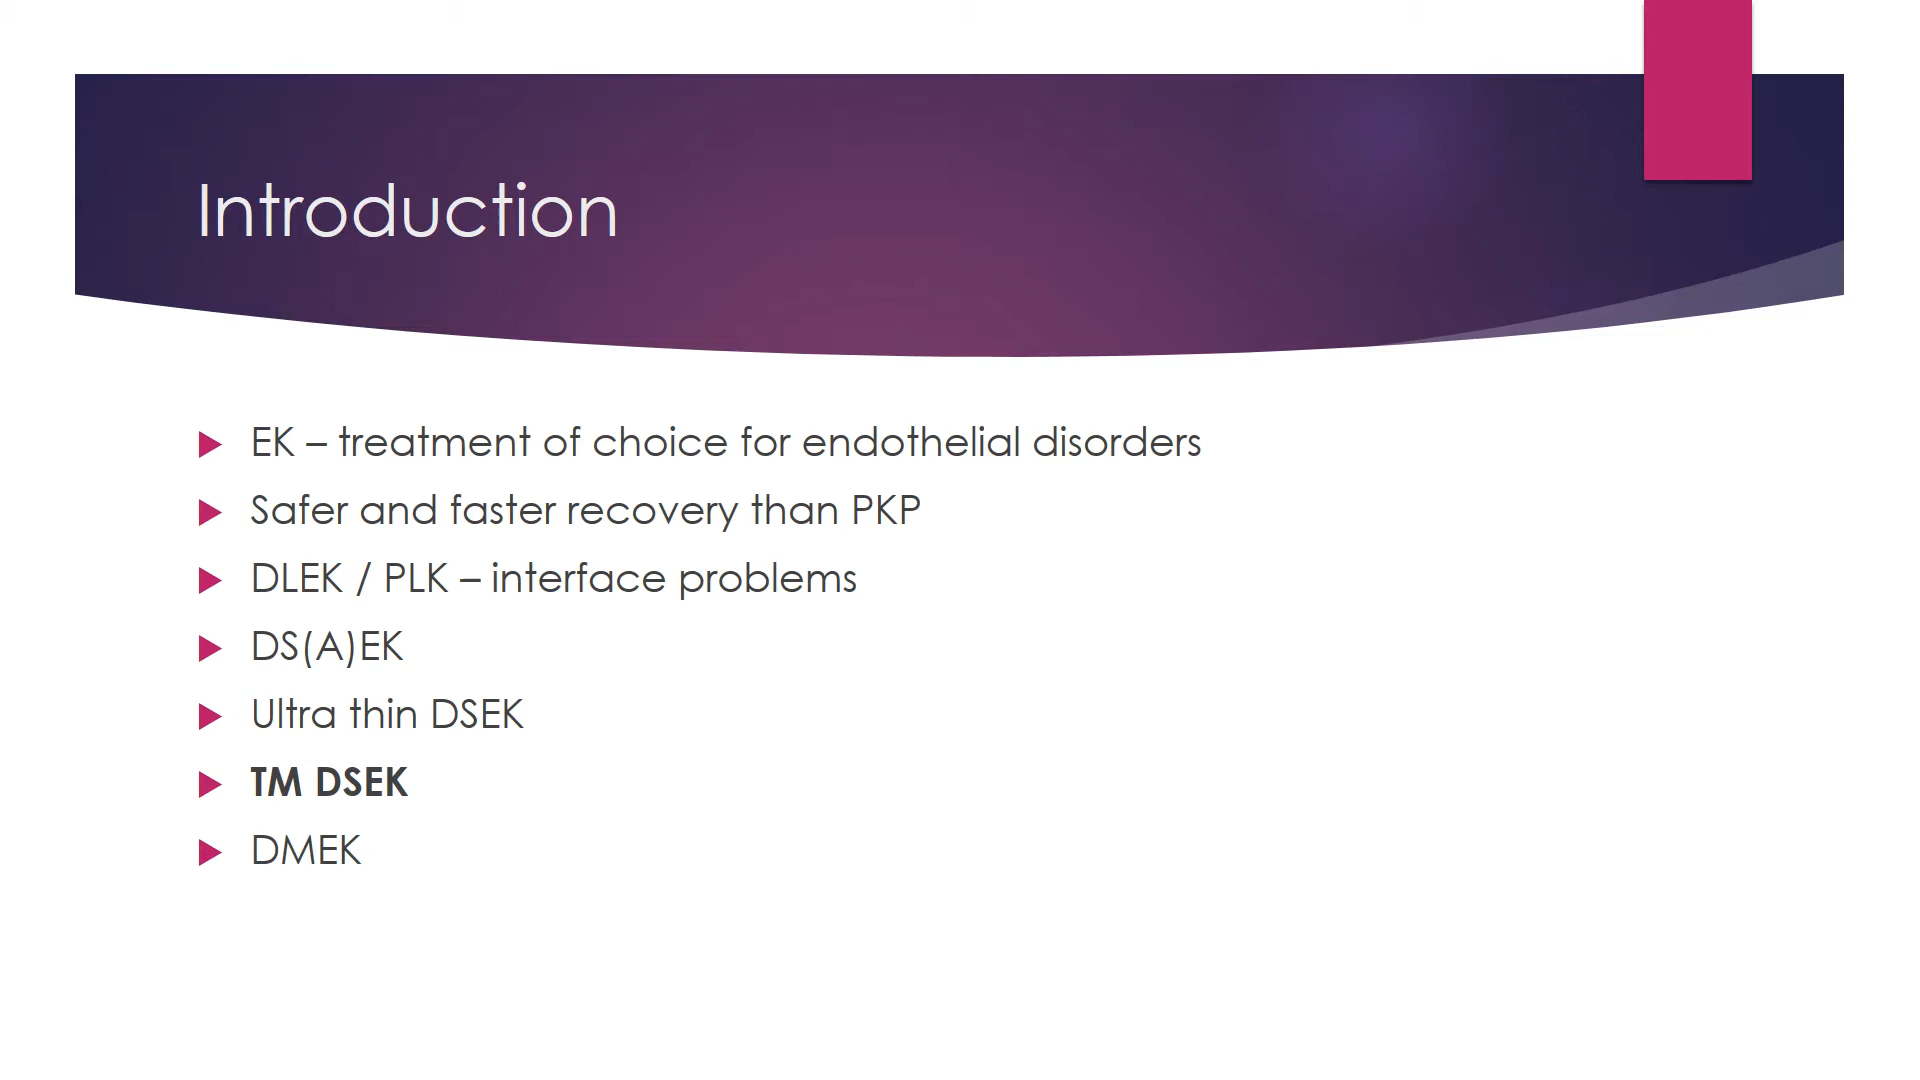 Introduction
EK – treatment of choice for endothelial disorders
Safer and faster recovery than PKP
DLEK / PLK – interface problems
DS(A)EK
Ultra thin DSEK
TM DSEK
DMEK